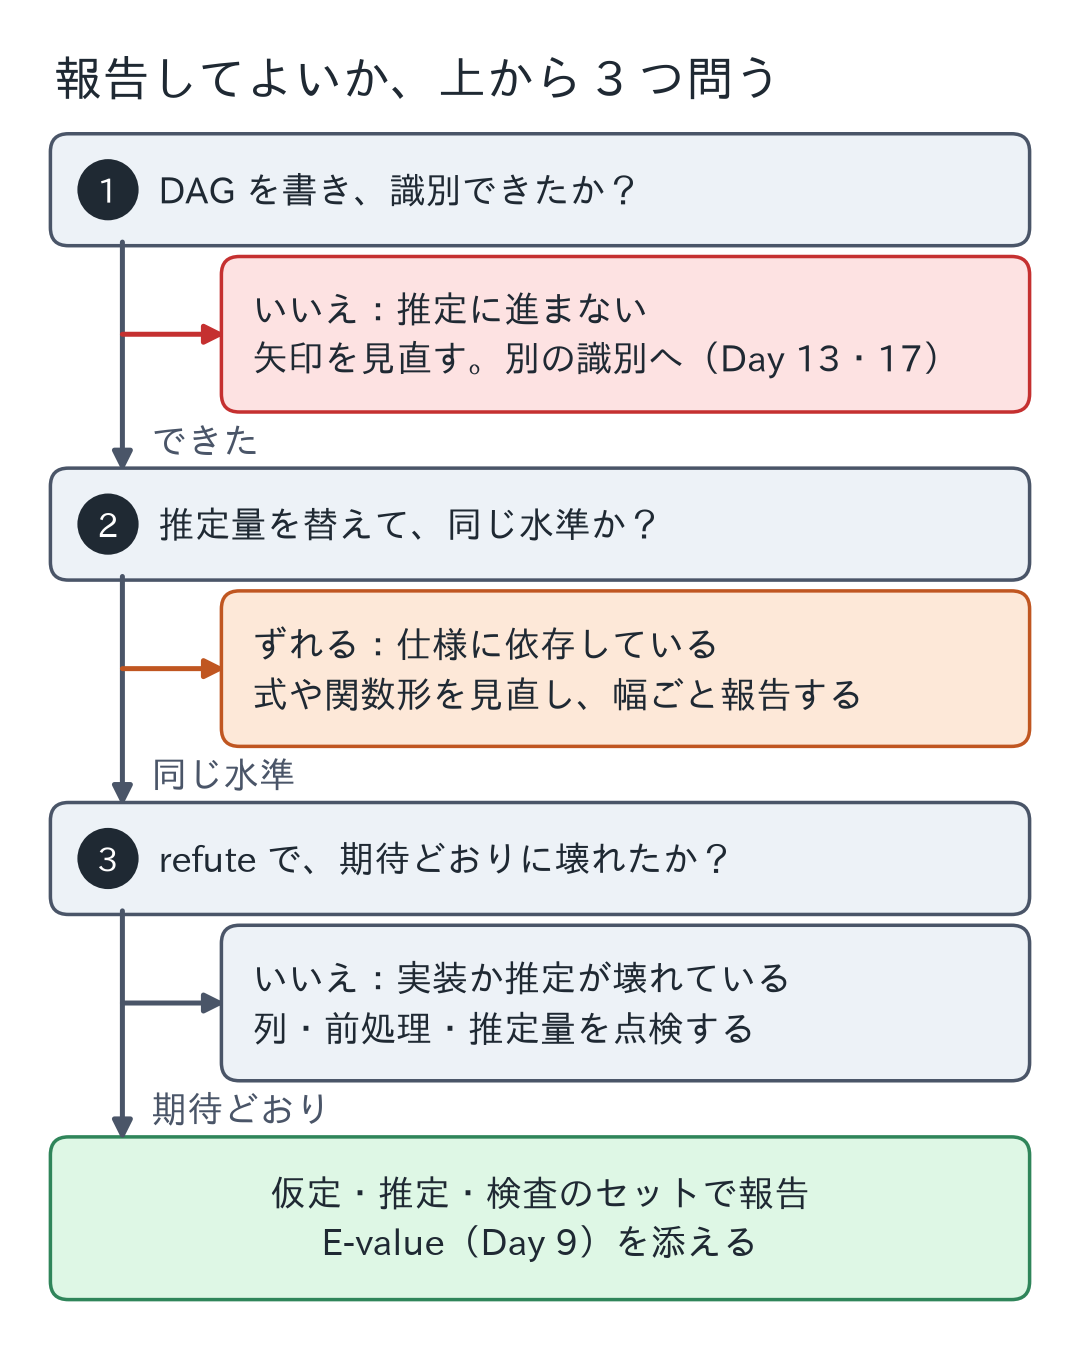 報告してよいか、上から 3 つ問う
1 DAG を書き、識別できたか？
いいえ：推定に進まない
矢印を見直す。別の識別へ（Day 13・17）
できた
2 推定量を替えて、同じ水準か？
ずれる：仕様に依存している
式や関数形を見直し、幅ごと報告する
同じ水準
3 refute で、期待どおりに壊れたか？
いいえ：実装か推定が壊れている
列・前処理・推定量を点検する
期待どおり
仮定・推定・検査のセットで報告
E-value（Day 9）を添える